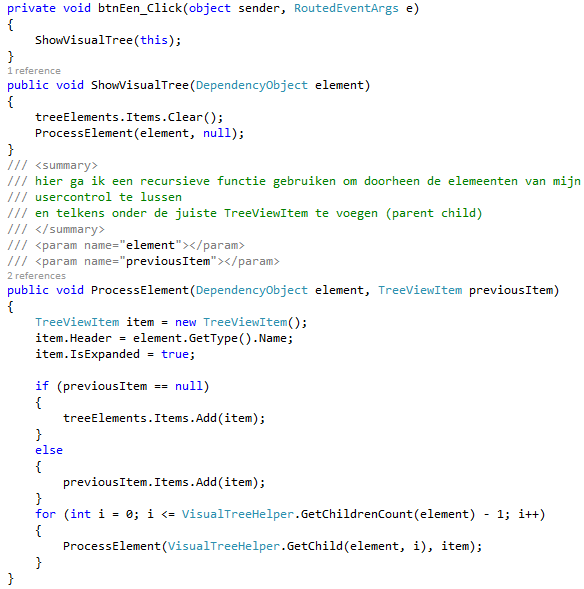 private void btnEen_Click(object sender, RoutedEventArgs e)
{
    ShowVisualTree(this);
}
1 reference
public void ShowVisualTree(DependencyObject element)
{
    treeElements.Items.Clear();
    ProcessElement(element, null);
}
/// <summary>
/// hier ga ik een recursieve functie gebruiken om doorheen de elemeenten van mijn
/// usercontrol te lussen
/// en telkens onder de juiste TreeViewItem te voegen (parent child)
/// </summary>
/// <param name="element"></param>
/// <param name="previousItem"></param>
2 references
public void ProcessElement(DependencyObject element, TreeViewItem previousItem)
{
    TreeViewItem item = new TreeViewItem();
    item.Header = element.GetType().Name;
    item.IsExpanded = true;

    if (previousItem == null)
    {
        treeElements.Items.Add(item);
    }
    else
    {
        previousItem.Items.Add(item);
    }
    for (int i = 0; i <= VisualTreeHelper.GetChildrenCount(element) - 1; i++)
    {
        ProcessElement(VisualTreeHelper.GetChild(element, i), item);
    }
}